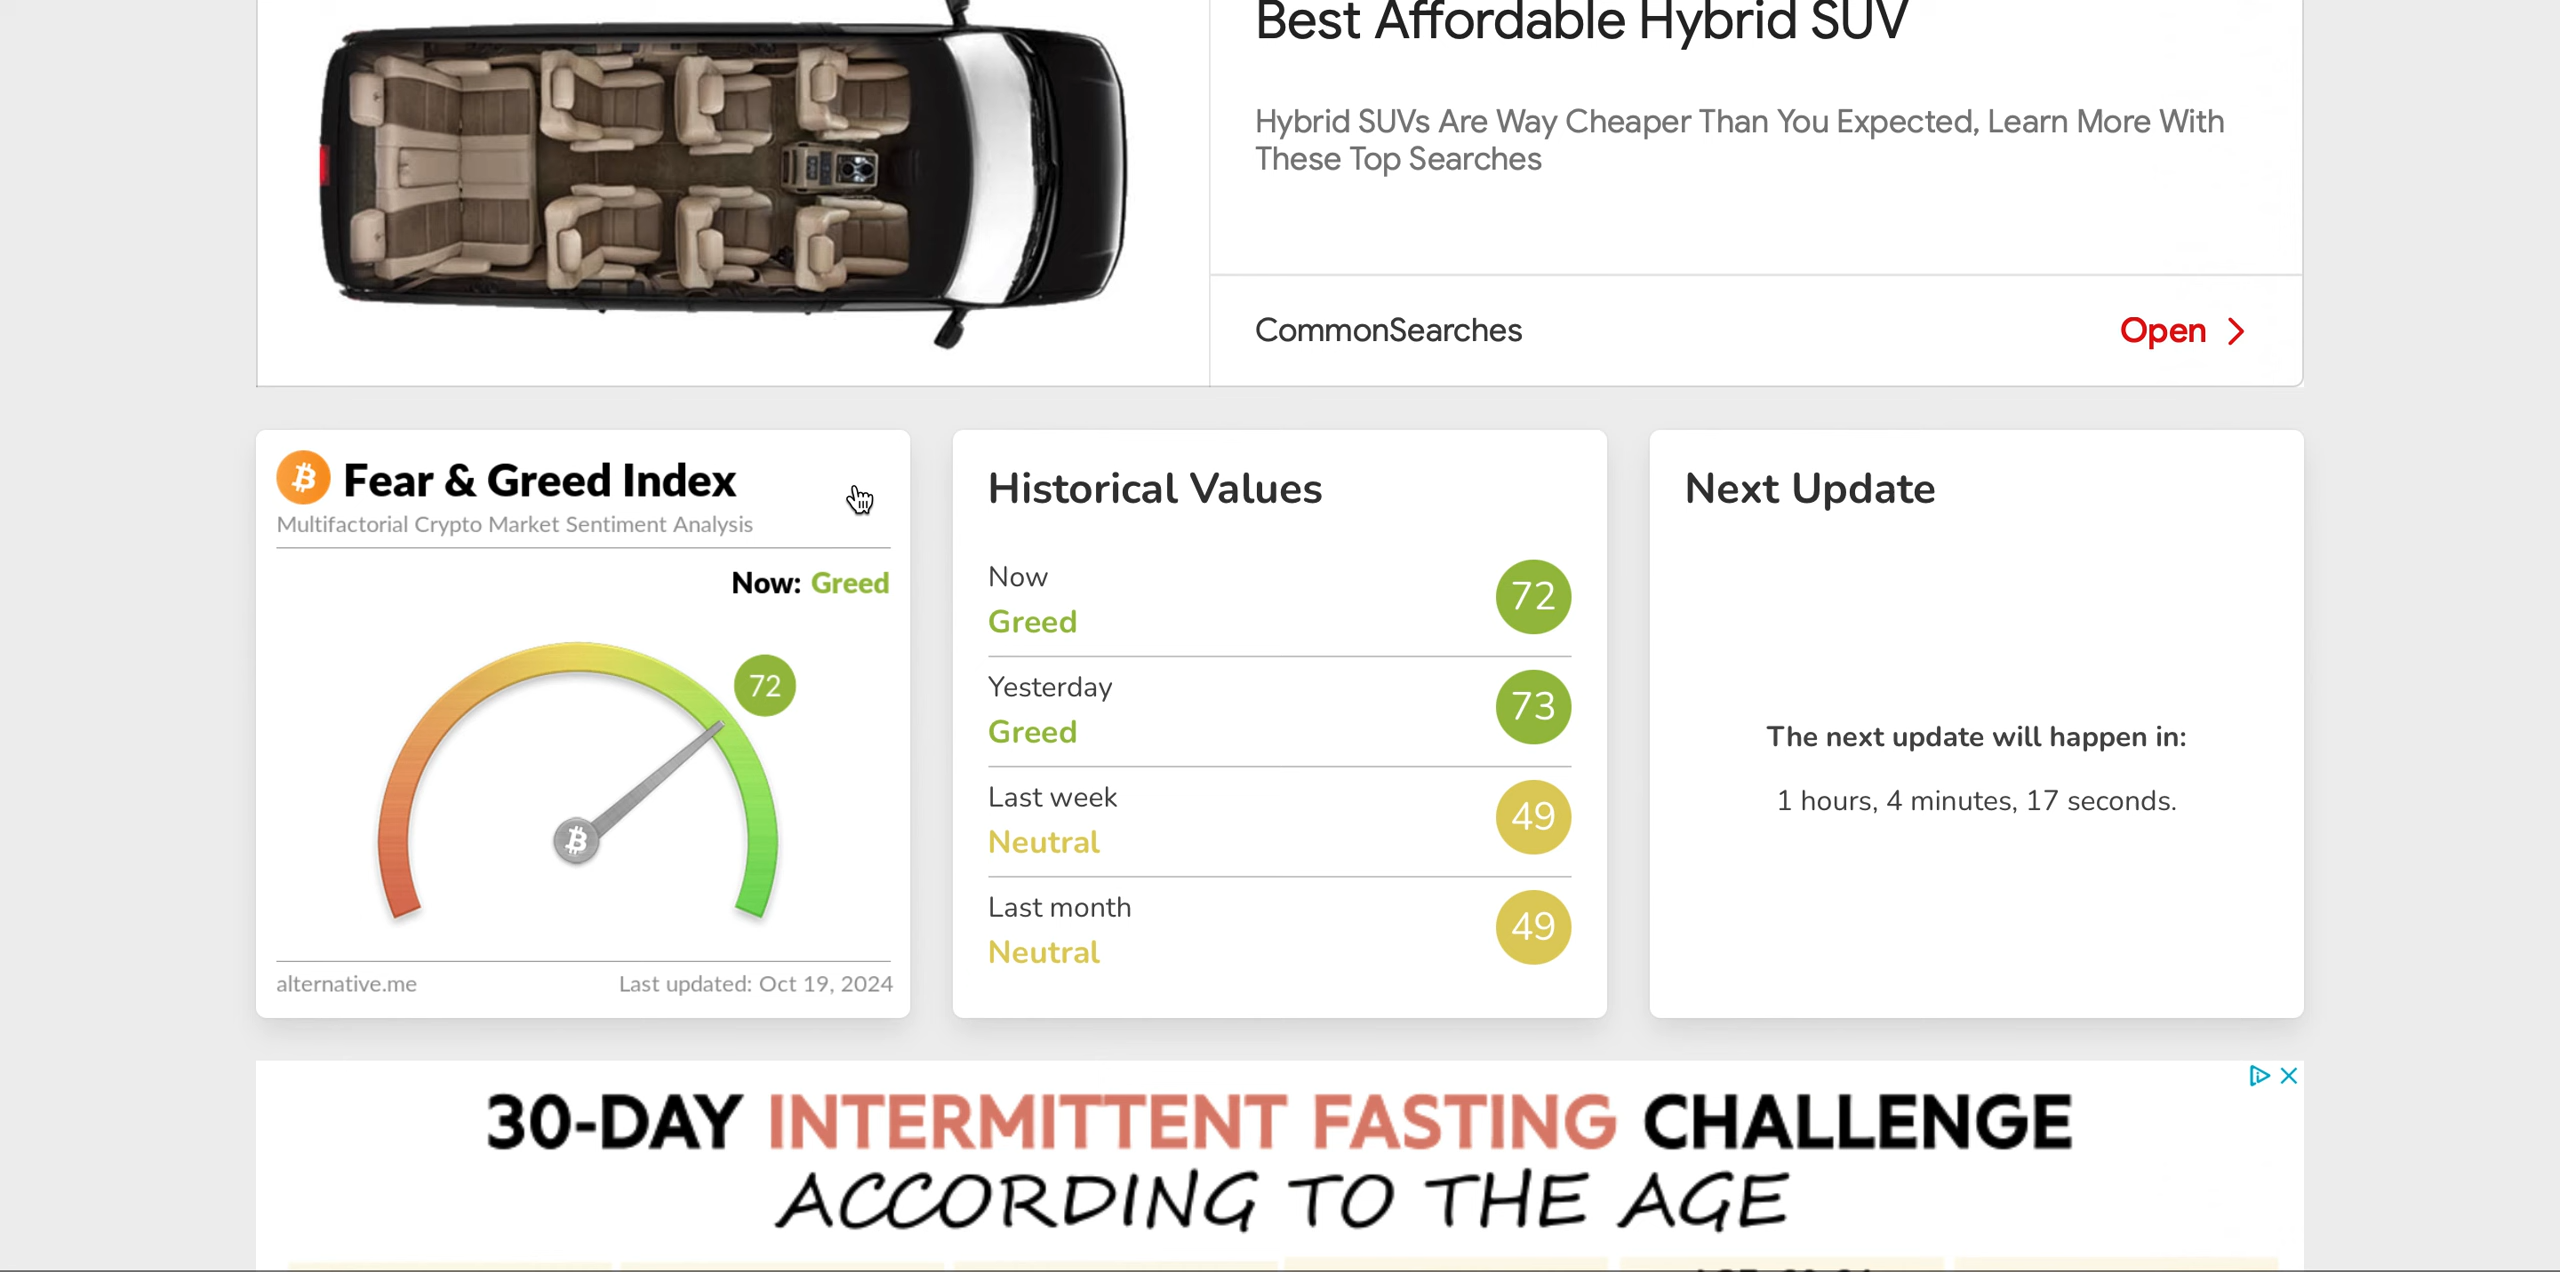 Best Affordable Hybrid SUV
Hybrid SUVs Are Way Cheaper Than You Expected, Learn More With
These Top Searches
CommonSearches
Open
Fear & Greed Index
Multifactorial Crypto Market Sentiment Analysis
Now: Greed
72
alternative.me
Last updated: Oct 19, 2024
Historical Values
Now
Greed
72
Yesterday
Greed
73
Last week
Neutral
49
Last month
Neutral
49
Next Update
The next update will happen in:
1 hours, 4 minutes, 17 seconds.
30-DAY INTERMITTENT FASTING CHALLENGE
ACCORDING TO THE AGE